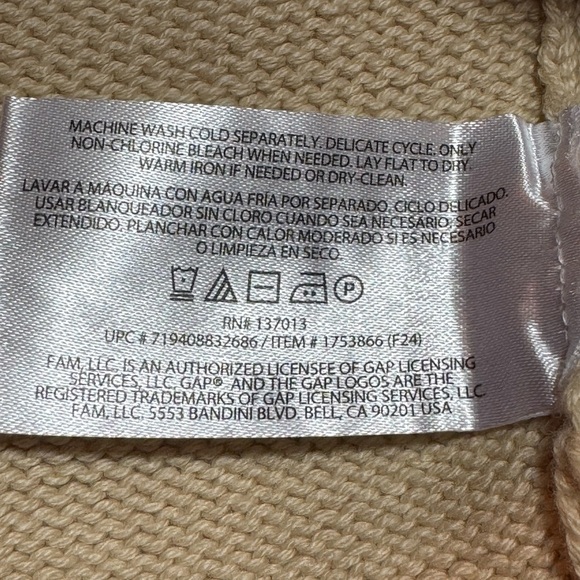 MACHINE WASH COLD SEPARATELY. DELICATE CYCLE. ONLY
NON-CHLORINE BLEACH WHEN NEEDED. LAY FLAT TO DRY.
WARM IRON IF NEEDED OR DRY-CLEAN.
LAVAR A MAQUINA CON AGUA FRÍA POR SEPARADO. CICLO DELICADO.
USAR BLANQUEADOR SIN CLORO CUANDO SEA NECESARIO, SECAR
EXTENDIDO. PLANCHAR CON CALOR MODERADO SI ES NECESARIO
O LIMPIEZA EN SECO.
P
RN# 137013
UPC # 719408832686 / ITEM # 1753866 (F24)
FAM, LLC. IS AN AUTHORIZED LICENSEE OF GAP LICENSING
SERVICES, LLC. GAP® AND THE GAP LOGOS ARE THE
REGISTERED TRADEMARKS OF GAP LICENSING SERVICES, LLC
FAM, LLC. 5553 BANDINI BLVD. BELL, CA 90201 USA